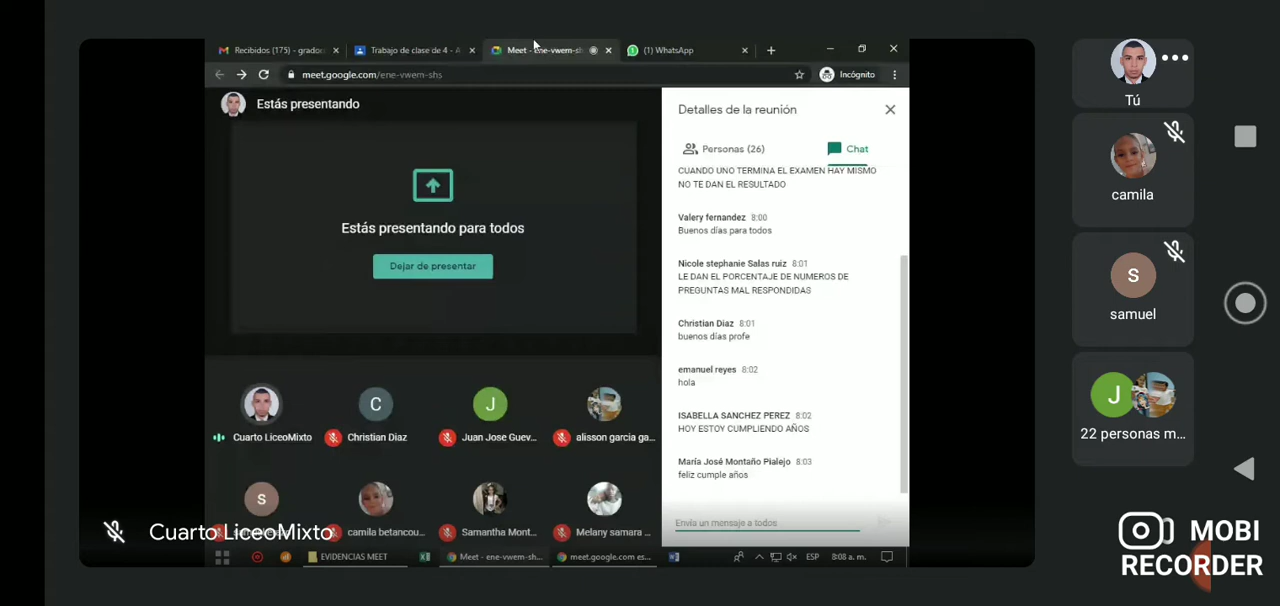 Recibidos (175) - grado
Trabajo de clase de 4 - A
Meet - ene-vwem-sh
(1) WhatsApp
meet.google.com/ene-vwem-shs
Incógnito
Estás presentando
Estás presentando para todos
Dejar de presentar
Cuarto LiceoMixto
Christian Diaz
Juan Jose Guev...
alisson garcia ga...
C
J
S
camila betancou...
Samantha Mont...
Melany samara ...
Detalles de la reunión
Personas (26)
Chat
CUANDO UNO TERMINA EL EXAMEN HAY MISMO
NO TE DAN EL RESULTADO
Valery fernandez 8:00
Buenos días para todos
Nicole stephanie Salas ruiz 8:01
LE DAN EL PORCENTAJE DE NUMEROS DE
PREGUNTAS MAL RESPONDIDAS
Christian Diaz 8:01
buenos días profe
emanuel reyes 8:02
hola
ISABELLA SANCHEZ PEREZ 8:02
HOY ESTOY CUMPLIENDO AÑOS
María José Montaño Pialejo 8:03
feliz cumple años
Envía un mensaje a todos
EVIDENCIAS MEET
Meet - ene-vwem-sh...
meet.google.com es...
ESP
8:08 a. m.
Cuarto LiceoMixto
Tú
camila
S
samuel
J
22 personas m...
MOBI
RECORDER